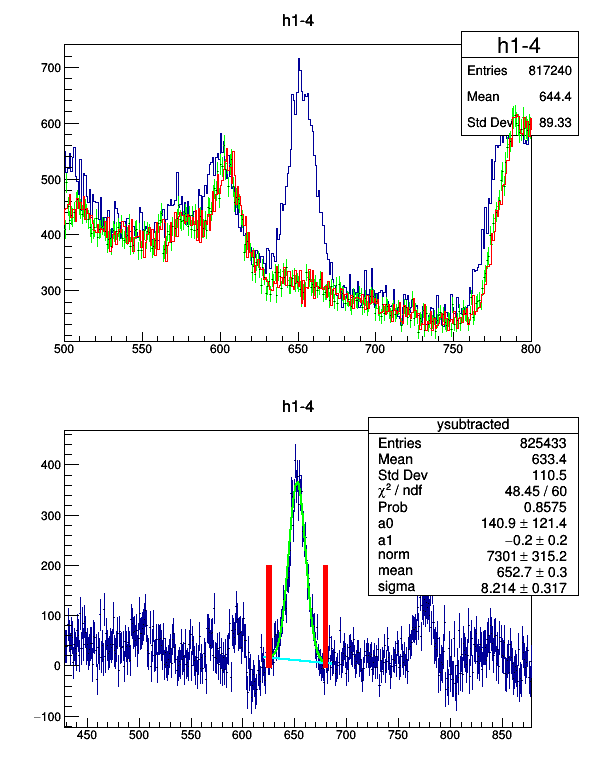 h1-4
h1-4
Entries 817240
Mean 644.4
Std Dev 89.33
700
600
500
400
300
500 550 600 650 700 750 800
h1-4
ysubtracted
Entries 825433
Mean 633.4
Std Dev 110.5
χ² / ndf 48.45 / 60
Prob 0.8575
a0 140.9 ± 121.4
a1 −0.2 ± 0.2
norm 7301 ± 315.2
mean 652.7 ± 0.3
sigma 8.214 ± 0.317
400
300
200
100
0
−100
450 500 550 600 650 700 750 800 850